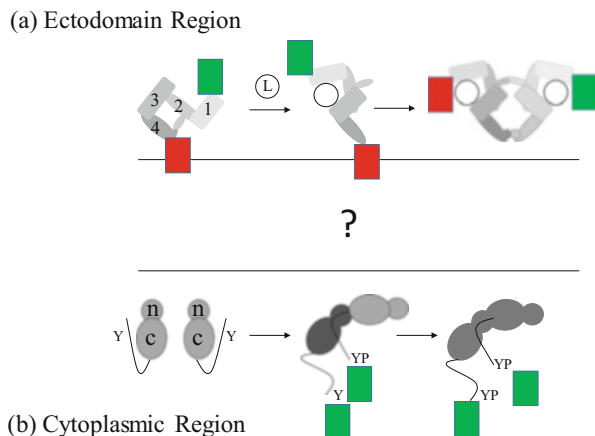 (a) Ectodomain Region
L
3 2 1
4
?
n n
Y c c Y
YP YP
Y YP
(b) Cytoplasmic Region